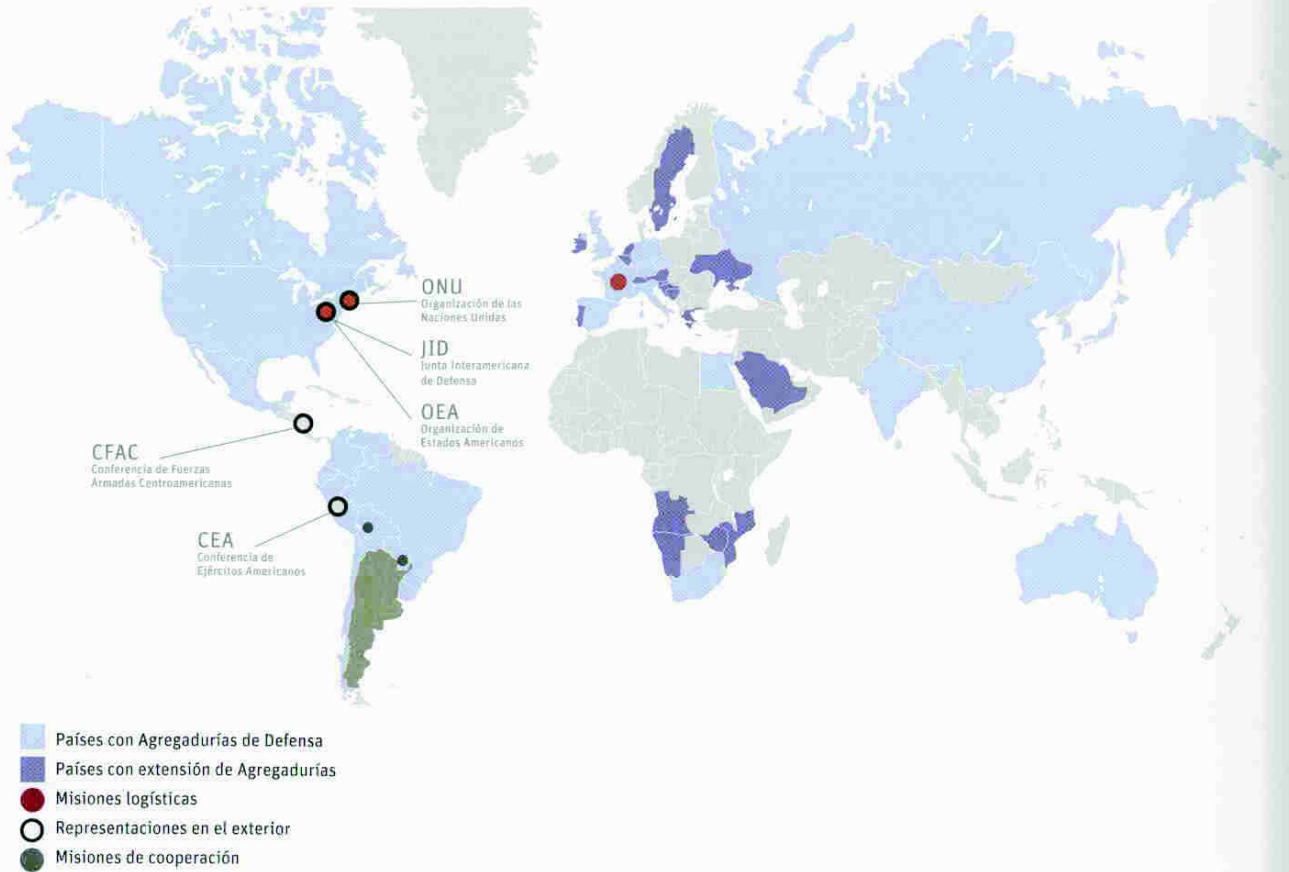 ONU
Organización de las
Naciones Unidas
JID
Junta Interamericana
de Defensa
OEA
Organización de
Estados Americanos
CFAC
Conferencia de Fuerzas
Armadas Centroamericanas
CEA
Conferencia de
Ejércitos Americanos
Países con Agregadurías de Defensa
Países con extensión de Agregadurías
Misiones logísticas
Representaciones en el exterior
Misiones de cooperación